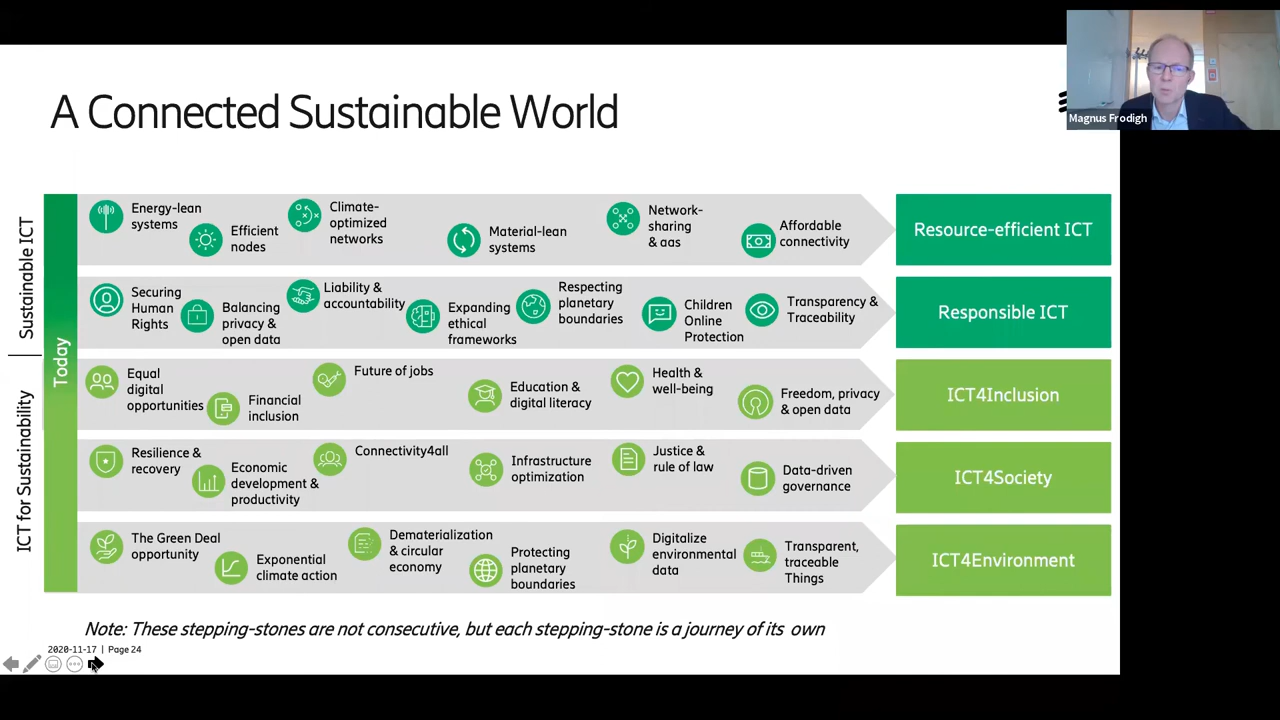 A Connected Sustainable World
Magnus Frodigh
Sustainable ICT
ICT for Sustainability
Today
Energy-lean
systems
Efficient
nodes
Climate-
optimized
networks
Material-lean
systems
Network-
sharing
& aas
Affordable
connectivity
Resource-efficient ICT
Securing
Human
Rights
Balancing
privacy &
open data
Liability &
accountability
Expanding
ethical
frameworks
Respecting
planetary
boundaries
Children
Online
Protection
Transparency &
Traceability
Responsible ICT
Equal
digital
opportunities
Financial
inclusion
Future of jobs
Education &
digital literacy
Health &
well-being
Freedom, privacy
& open data
ICT4Inclusion
Resilience &
recovery
Economic
development &
productivity
Connectivity4all
Infrastructure
optimization
Justice &
rule of law
Data-driven
governance
ICT4Society
The Green Deal
opportunity
Exponential
climate action
Dematerialization
& circular
economy
Protecting
planetary
boundaries
Digitalize
environmental
data
Transparent,
traceable
Things
ICT4Environment
Note: These stepping-stones are not consecutive, but each stepping-stone is a journey of its own
2020-11-17 | Page 24